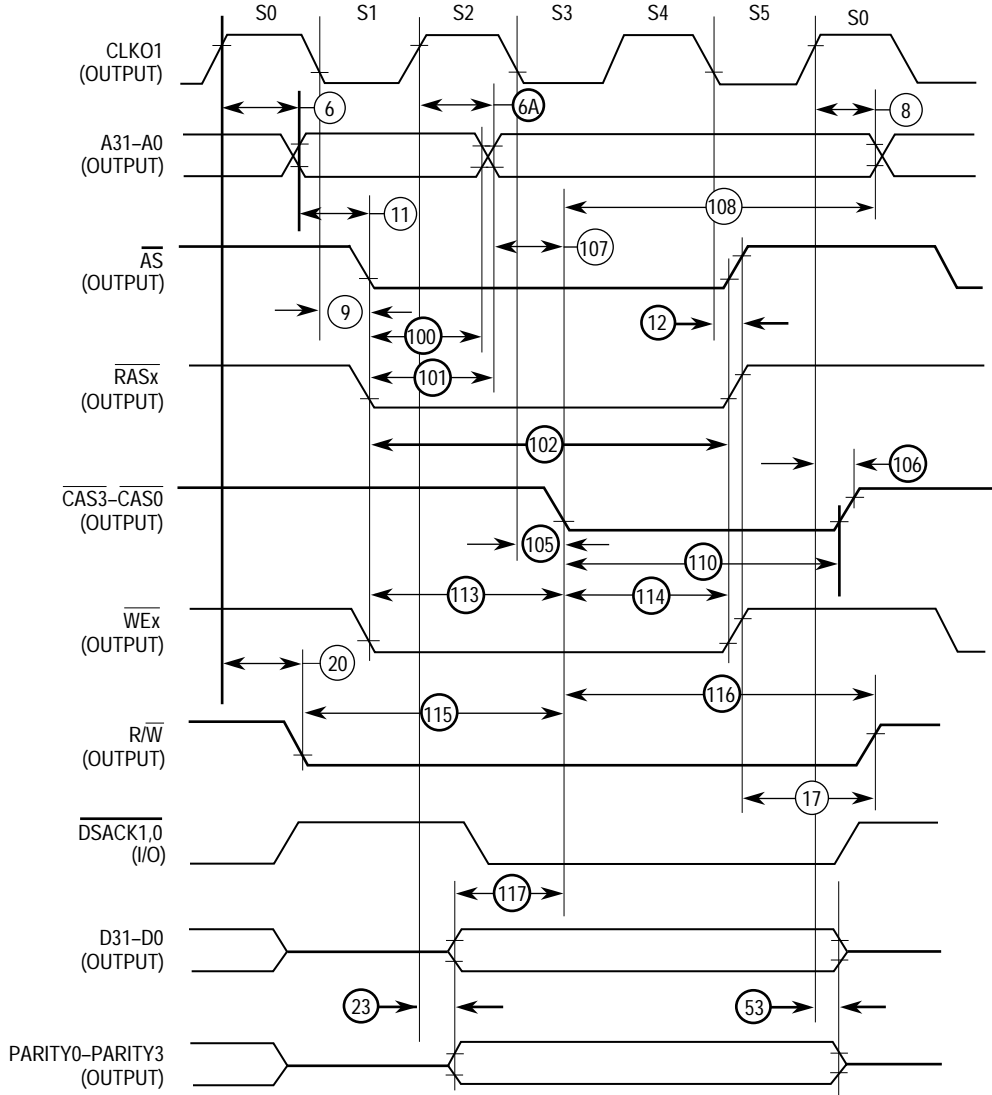 S0 S1 S2 S3 S4 S5 S0
CLKO1
(OUTPUT)
6 6A 8
A31–A0
(OUTPUT)
11 108
107
AS
(OUTPUT)
9 12
100
101
RASx
(OUTPUT)
102
106
CAS3–CAS0
(OUTPUT)
105
110
113 114
WEx
(OUTPUT)
20
116
115
R/W
(OUTPUT)
17
DSACK1,0
(I/O)
117
D31–D0
(OUTPUT)
23 53
PARITY0–PARITY3
(OUTPUT)